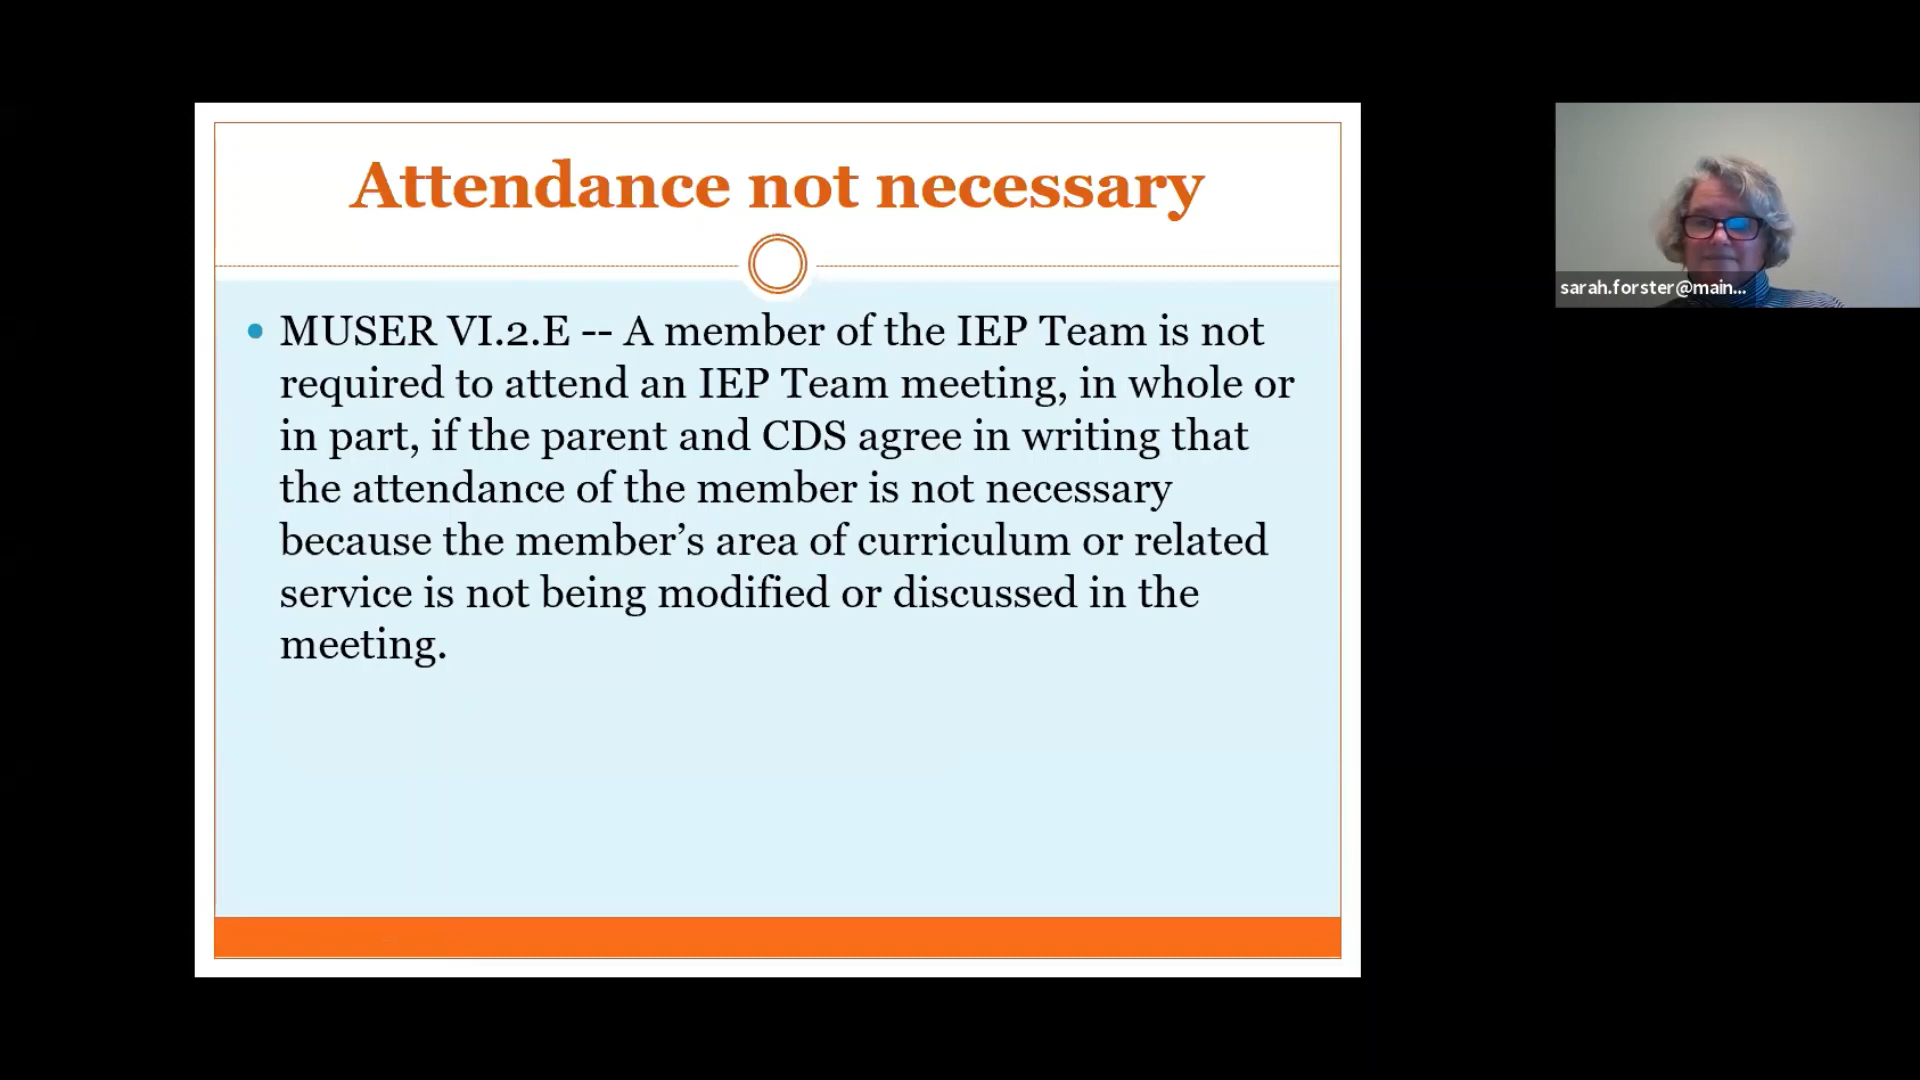 Attendance not necessary
• MUSER VI.2.E -- A member of the IEP Team is not
required to attend an IEP Team meeting, in whole or
in part, if the parent and CDS agree in writing that
the attendance of the member is not necessary
because the member’s area of curriculum or related
service is not being modified or discussed in the
meeting.
sarah.forster@main...